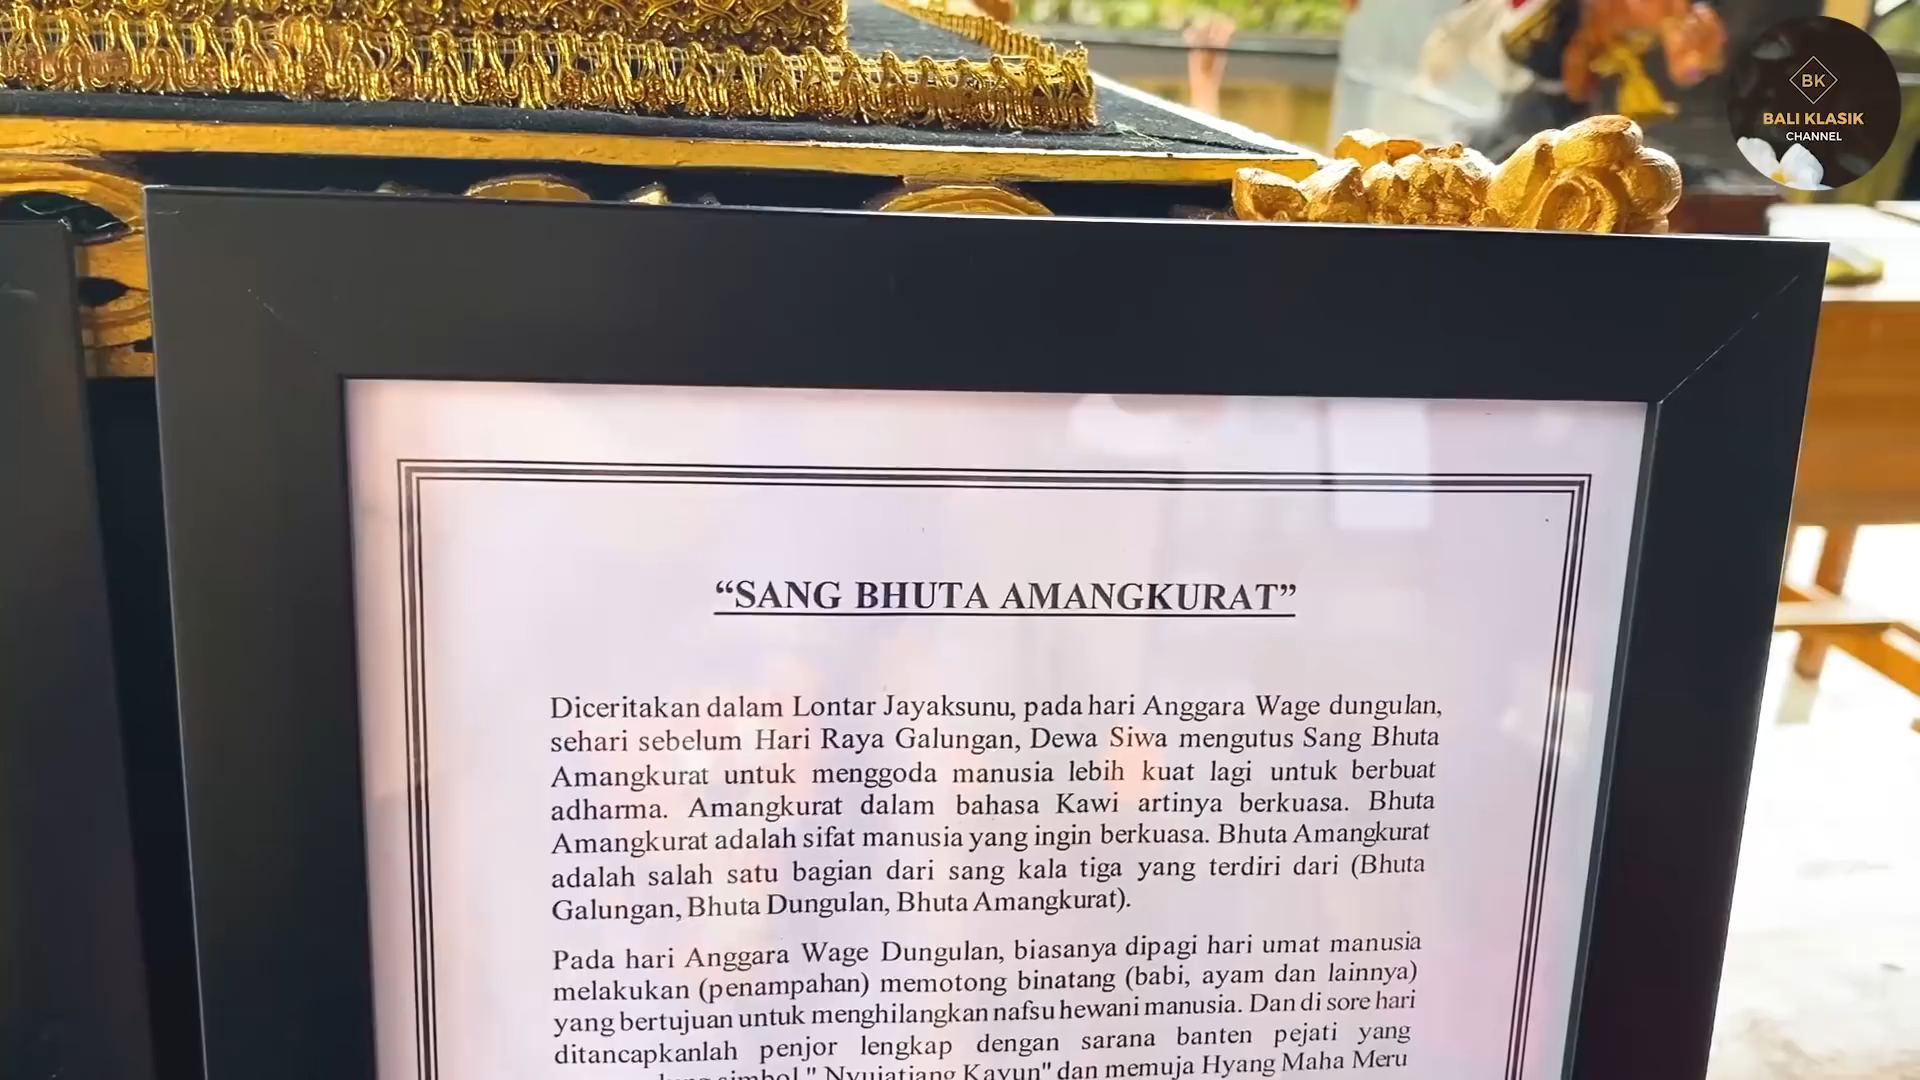 BK
BALI KLASIK
CHANNEL
“SANG BHUTA AMANGKURAT”
Diceritakan dalam Lontar Jayaksunu, pada hari Anggara Wage dungulan,
sehari sebelum Hari Raya Galungan, Dewa Siwa mengutus Sang Bhuta
Amangkurat untuk menggoda manusia lebih kuat lagi untuk berbuat
adharma. Amangkurat dalam bahasa Kawi artinya berkuasa. Bhuta
Amangkurat adalah sifat manusia yang ingin berkuasa. Bhuta Amangkurat
adalah salah satu bagian dari sang kala tiga yang terdiri dari (Bhuta
Galungan, Bhuta Dungulan, Bhuta Amangkurat).
Pada hari Anggara Wage Dungulan, biasanya dipagi hari umat manusia
melakukan (penampahan) memotong binatang (babi, ayam dan lainnya)
yang bertujuan untuk menghilangkan nafsu hewani manusia. Dan di sore hari
ditancapkanlah penjor lengkap dengan sarana banten pejati yang
simbol " Nyujatiang Kayun" dan memuja Hyang Maha Meru